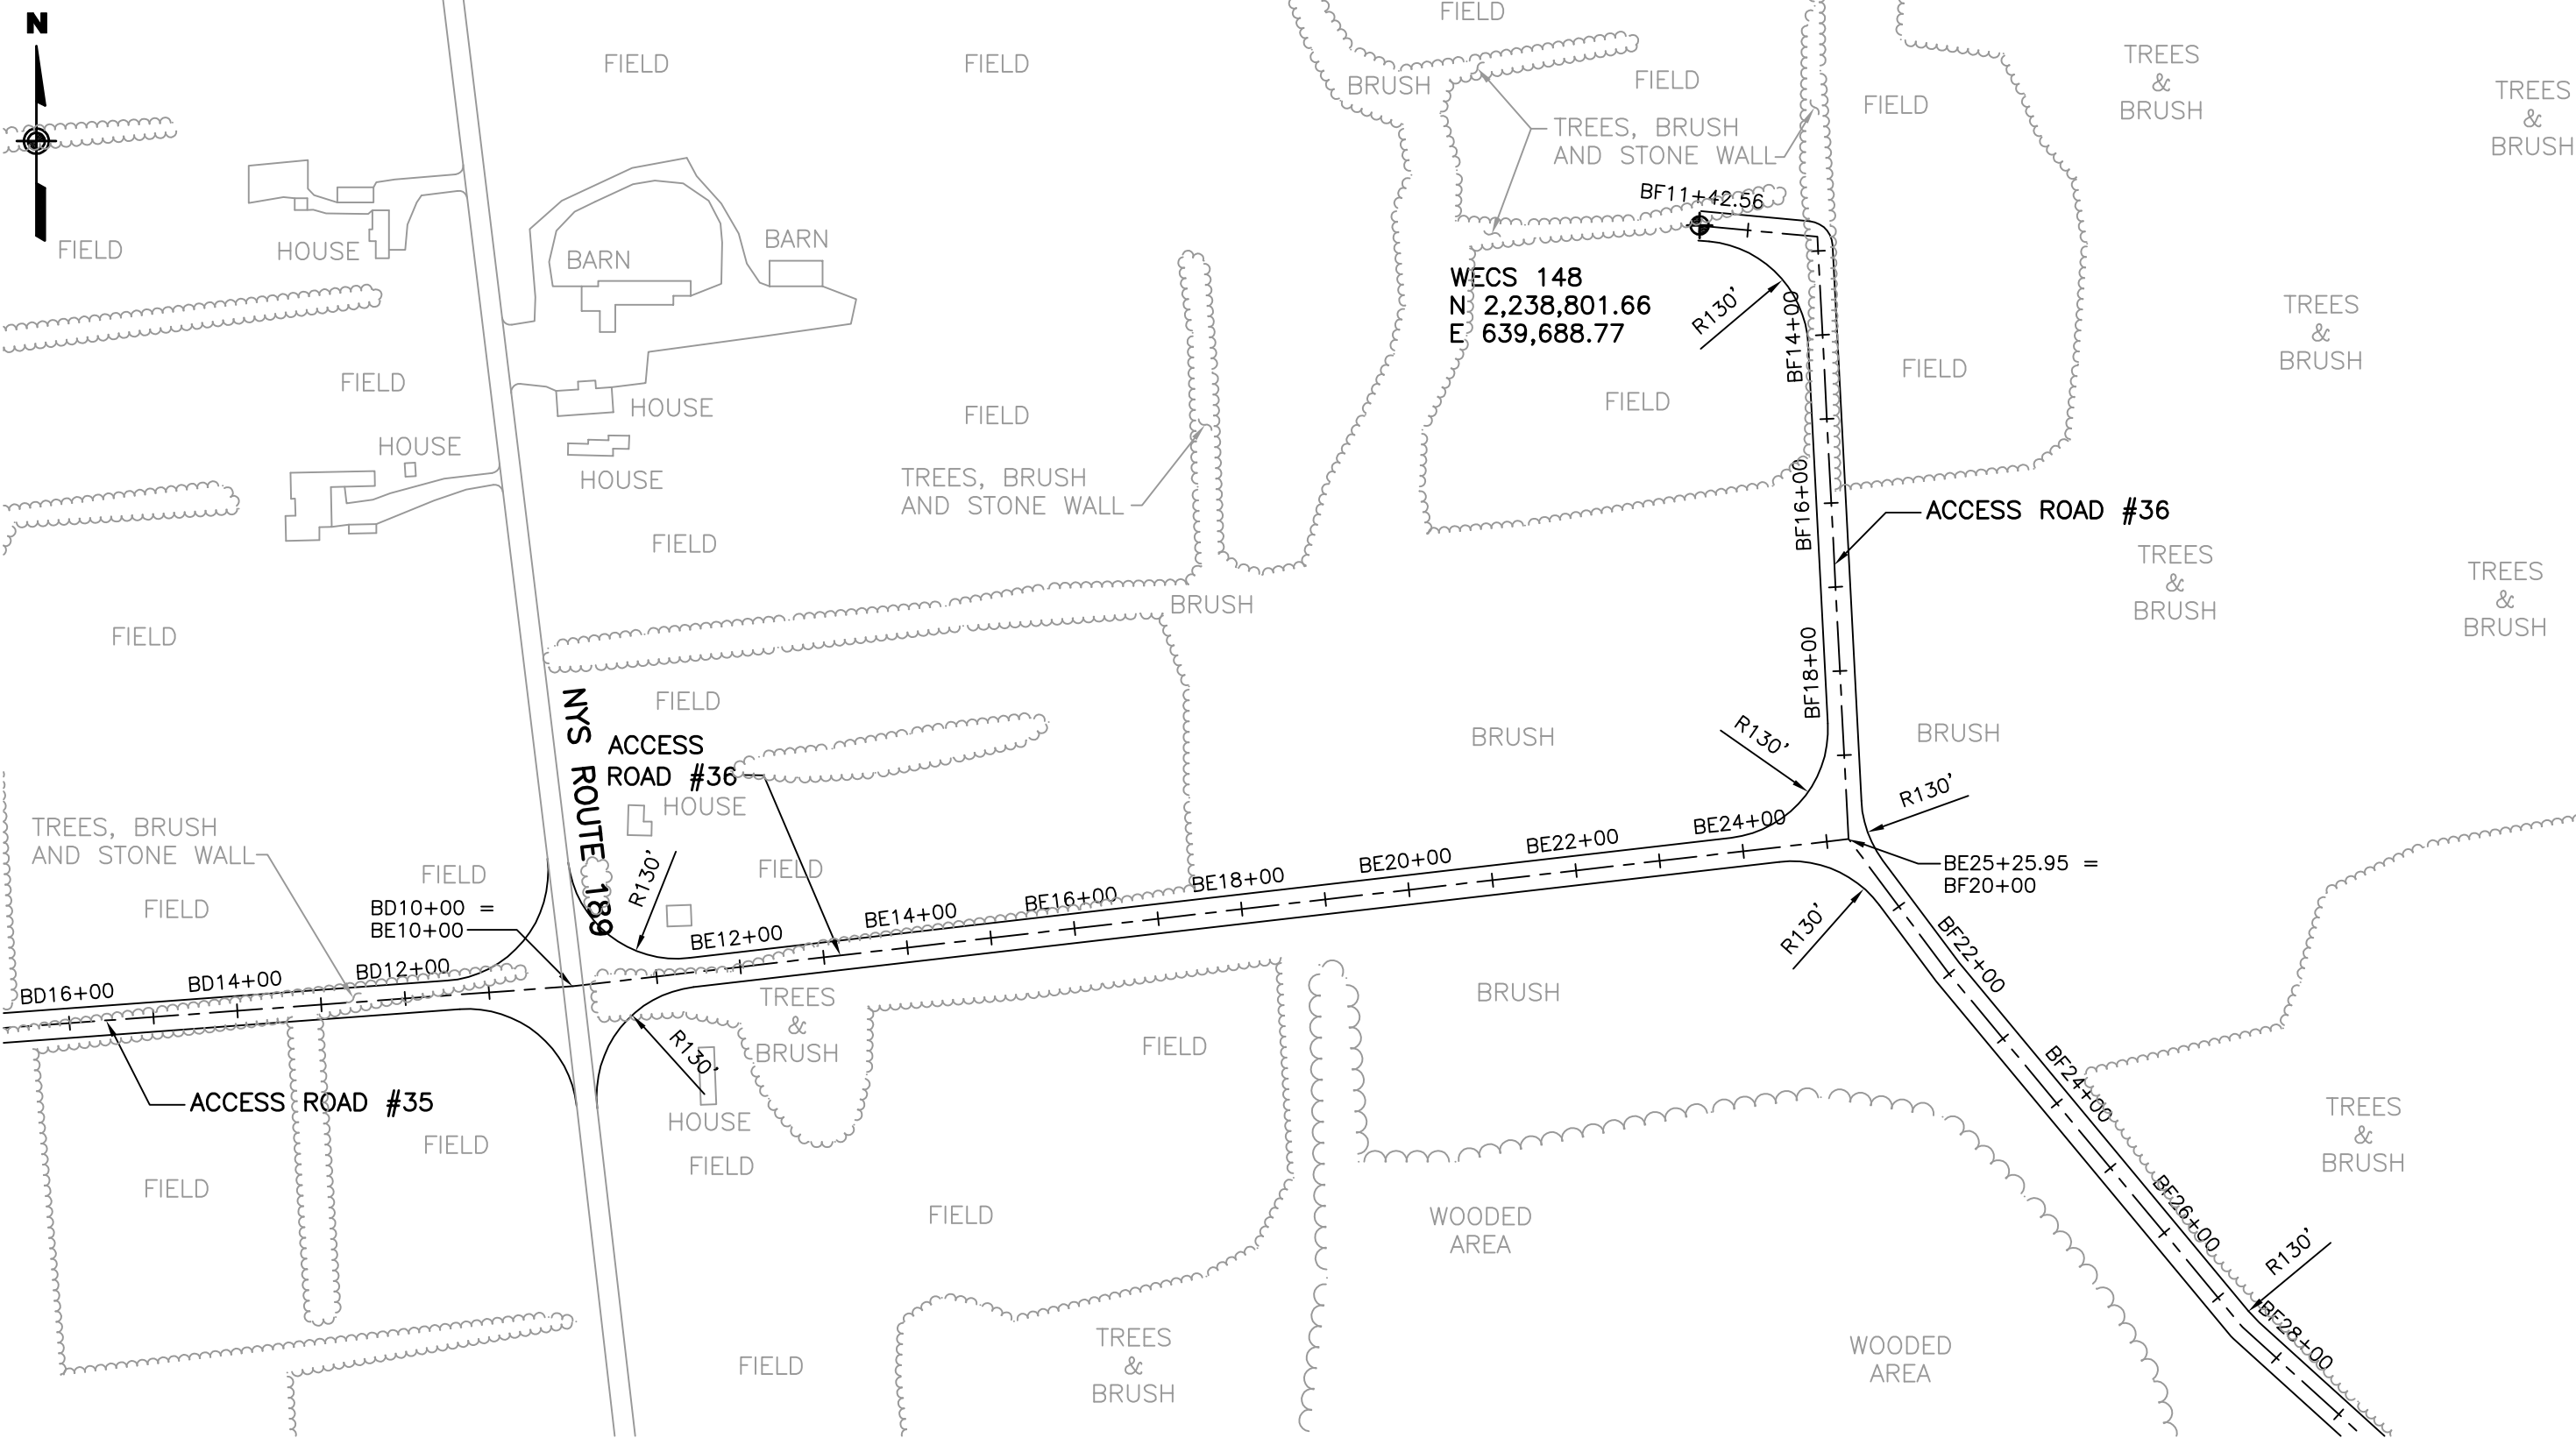 N
FIELD
FIELD
FIELD
BRUSH
FIELD
TREES
&
BRUSH
TREES
&
BRUSH
FIELD
TREES, BRUSH
AND STONE WALL
BF11+42.56
FIELD
HOUSE
BARN
BARN
WECS 148
N 2,238,801.66
E 639,688.77
R130'
BF14+00
TREES
&
BRUSH
FIELD
FIELD
FIELD
HOUSE
FIELD
HOUSE
HOUSE
TREES, BRUSH
AND STONE WALL
BF16+00
ACCESS ROAD #36
FIELD
TREES
&
BRUSH
TREES
&
BRUSH
BRUSH
FIELD
BF18+00
FIELD
NYS ROUTE 189
ACCESS
ROAD #36
HOUSE
BRUSH
R130'
BRUSH
R130'
TREES, BRUSH
AND STONE WALL
FIELD
FIELD
R130'
FIELD
BD10+00 =
BE10+00
BE12+00
BE14+00
BE16+00
BE18+00
BE20+00
BE22+00
BE24+00
BE25+25.95 =
BF20+00
BD16+00
BD14+00
BD12+00
R130'
BF22+00
BRUSH
TREES
&
BRUSH
FIELD
R130'
ACCESS ROAD #35
HOUSE
FIELD
FIELD
FIELD
BF24+00
TREES
&
BRUSH
FIELD
WOODED
AREA
BF26+00
R130'
BF28+00
FIELD
TREES
&
BRUSH
WOODED
AREA